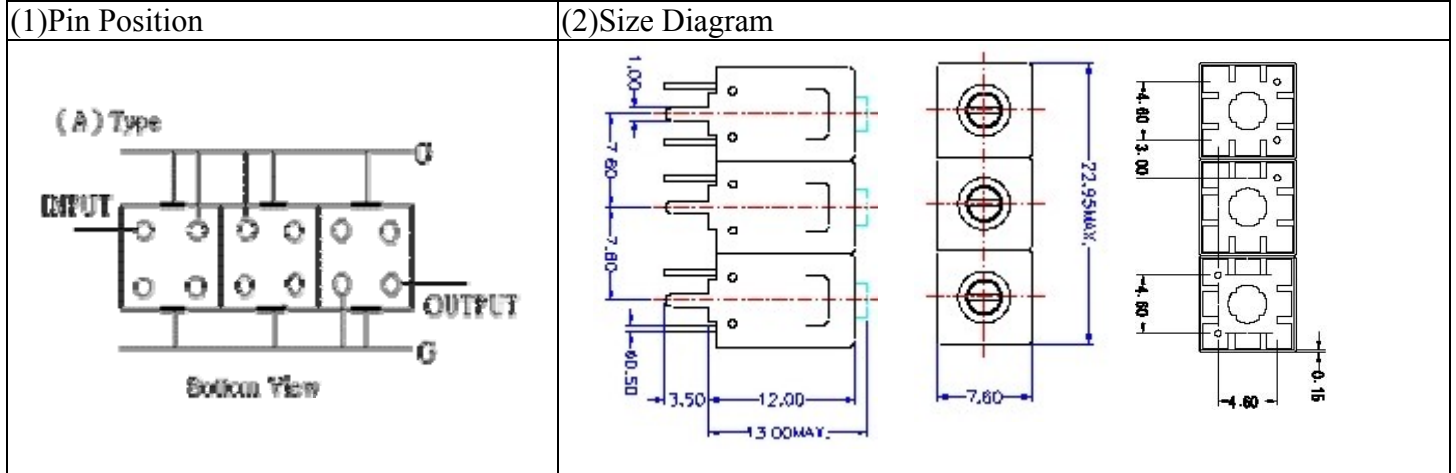 (1)Pin Position
(2)Size Diagram
(A) Type
G
INPUT
OUTPUT
G
Bottom View
1.00
7.60
7.60
ø0.50
3.50
12.00
13.00MAX.
22.95MAX.
7.60
4.60
3.00
4.60
0.15
4.60